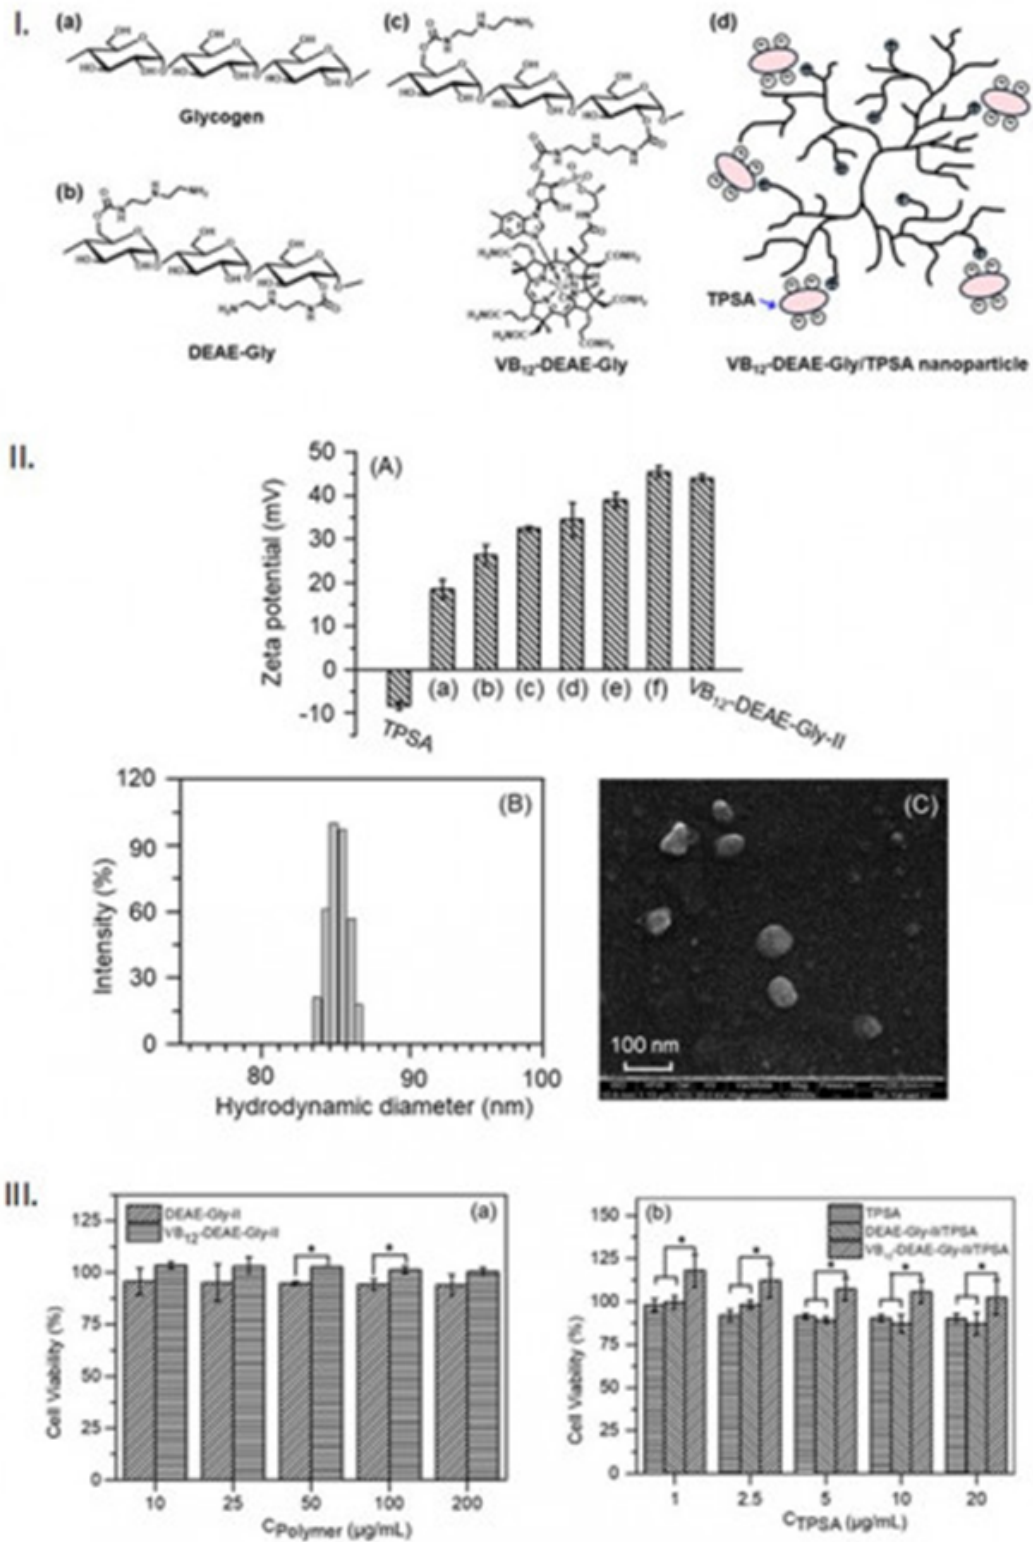 I.
(a)
(c)
(d)
Glycogen
(b)
DEAE-Gly
VB12-DEAE-Gly
TPSA
VB12-DEAE-Gly/TPSA nanoparticle
II.
(A)
Zeta potential (mV)
50
40
30
20
10
0
-10
TPSA
(a) (b) (c) (d) (e) (f)
VB12-DEAE-Gly-II
(B)
Intensity (%)
120
90
60
30
0
80 90 100
Hydrodynamic diameter (nm)
(C)
100 nm
III.
(a)
DEAE-Gly-II
VB12-DEAE-Gly-II
Cell Viability (%)
125
100
75
50
25
0
* *
10 25 50 100 200
CPolymer (µg/mL)
(b)
TPSA
DEAE-Gly-II/TPSA
VB12-DEAE-Gly-II/TPSA
Cell Viability (%)
150
125
100
75
50
25
0
* * * * *
1 2.5 5 10 20
CTPSA (µg/mL)